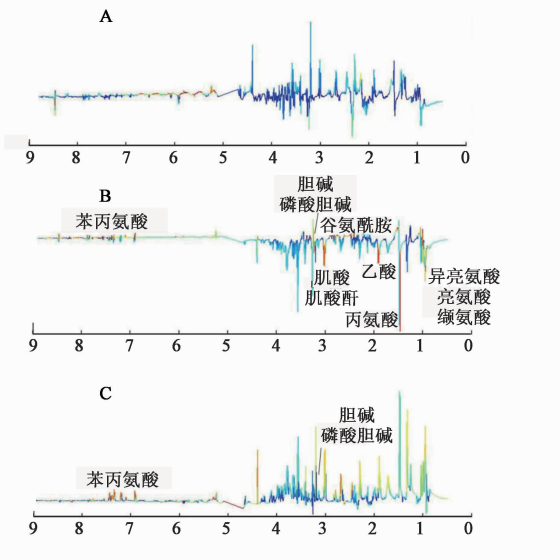 A
9 8 7 6 5 4 3 2 1 0
B
胆碱
磷酸胆碱
苯丙氨酸
谷氨酰胺
肌酸
肌酸酐
乙酸
丙氨酸
异亮氨酸
亮氨酸
缬氨酸
9 8 7 6 5 4 3 2 1 0
C
胆碱
磷酸胆碱
苯丙氨酸
9 8 7 6 5 4 3 2 1 0